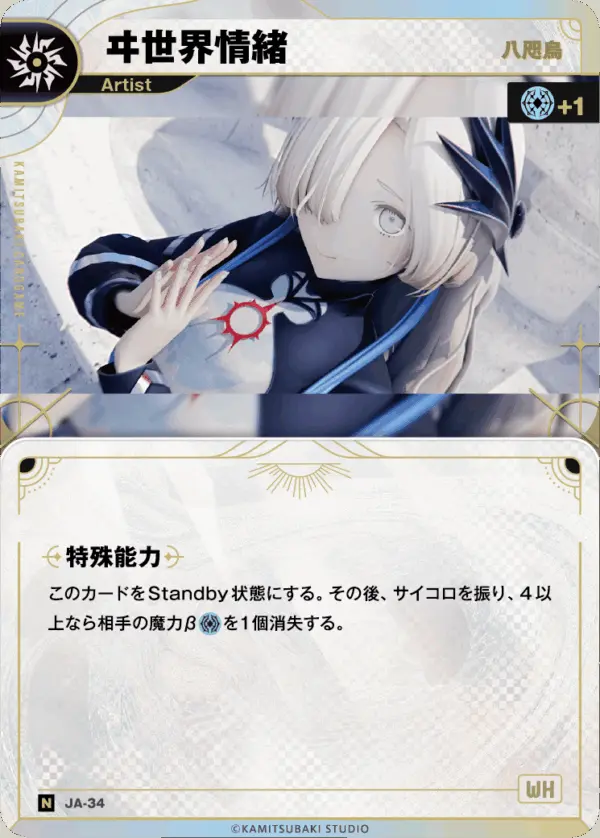 ヰ世界情緒
八咫烏
Artist
+1
KAMITSUBAKI CARD GAME
特殊能力
このカードをStandby状態にする。その後、サイコロを振り、4以
上なら相手の魔力βを1個消失する。
N JA-34
WH
©KAMITSUBAKI STUDIO